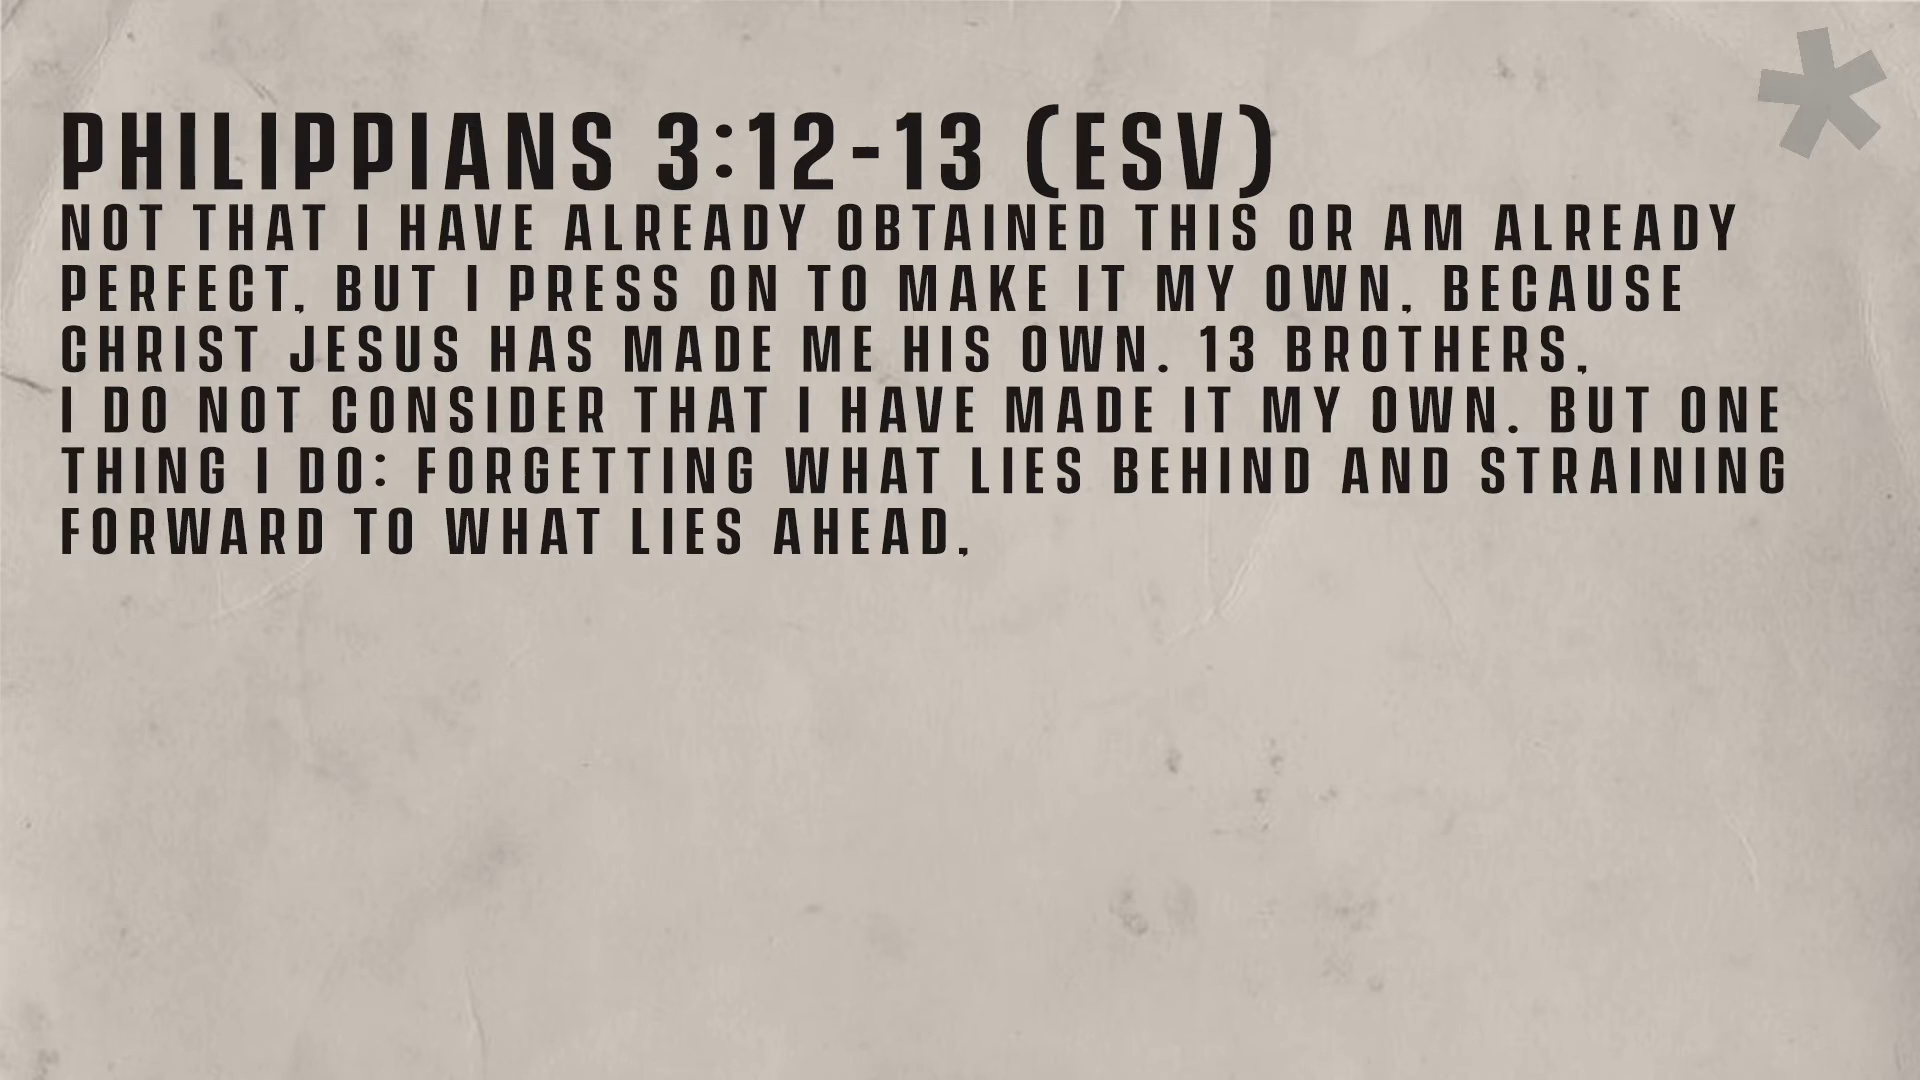 PHILIPPIANS 3:12-13 (ESV)
NOT THAT I HAVE ALREADY OBTAINED THIS OR AM ALREADY
PERFECT, BUT I PRESS ON TO MAKE IT MY OWN, BECAUSE
CHRIST JESUS HAS MADE ME HIS OWN. 13 BROTHERS,
I DO NOT CONSIDER THAT I HAVE MADE IT MY OWN. BUT ONE
THING I DO: FORGETTING WHAT LIES BEHIND AND STRAINING
FORWARD TO WHAT LIES AHEAD,